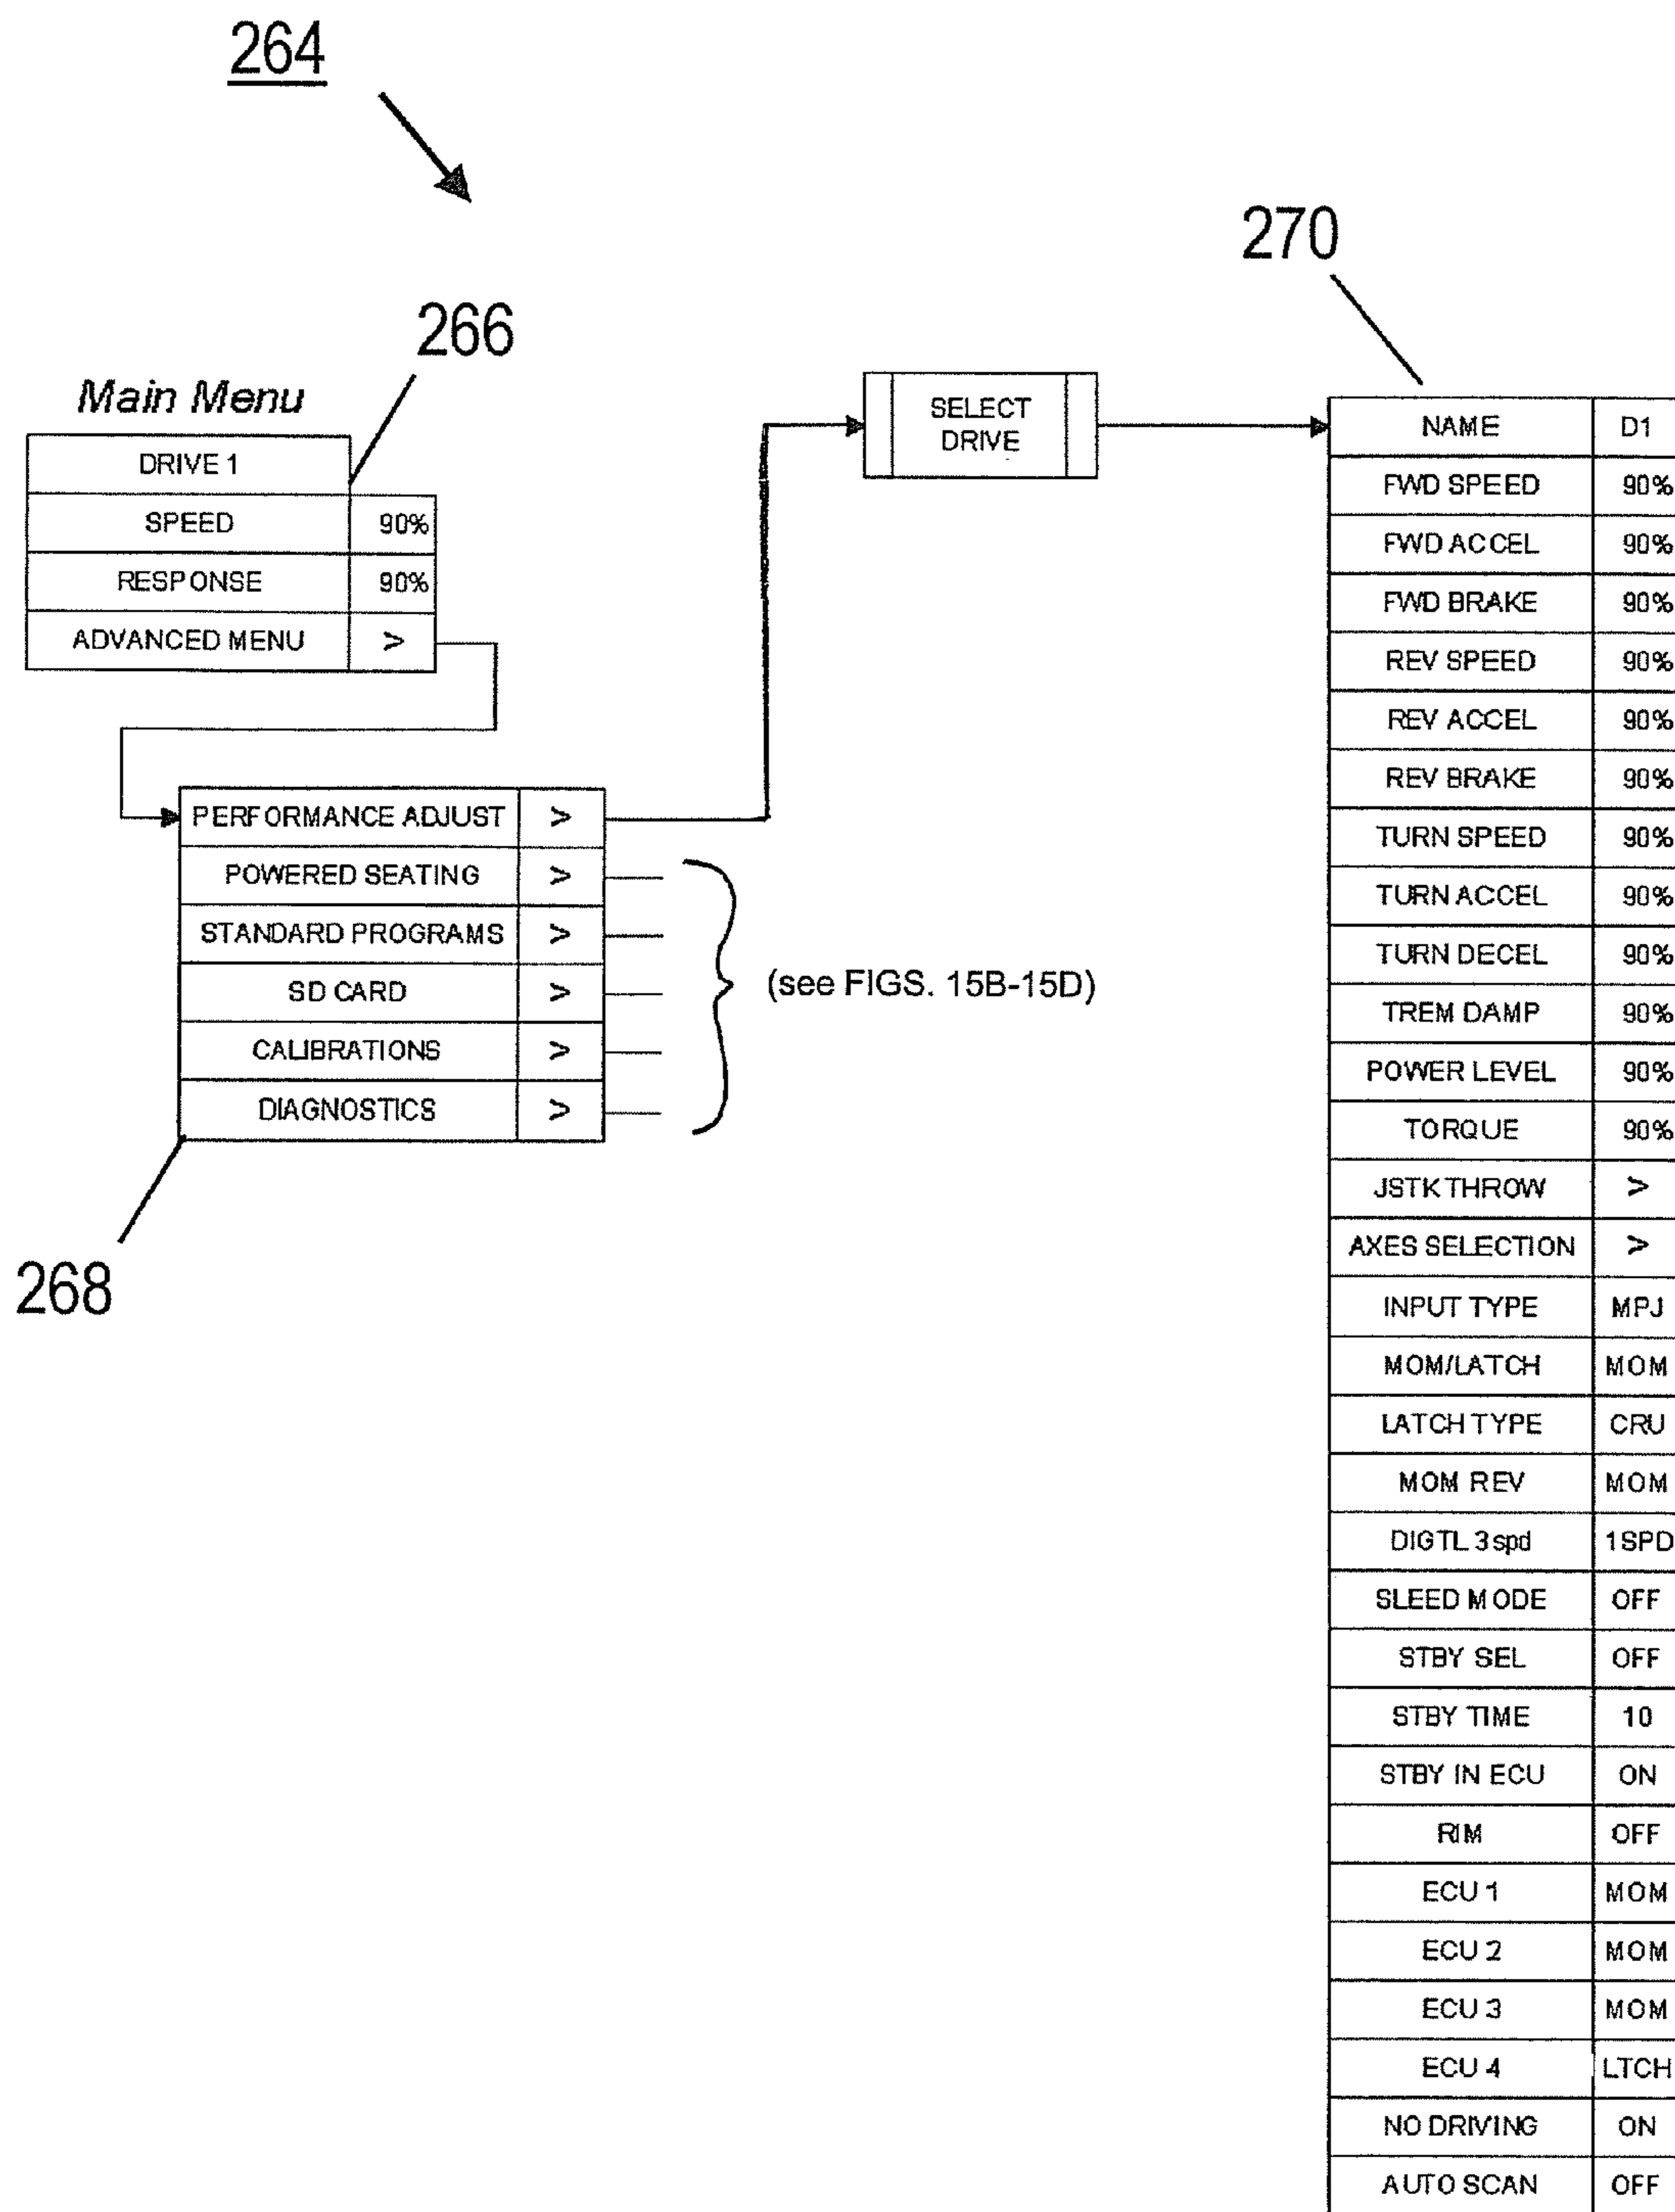 264
266
Main Menu
DRIVE 1
SPEED 90%
RESPONSE 90%
ADVANCED MENU >
PERFORMANCE ADJUST >
POWERED SEATING >
STANDARD PROGRAMS >
SD CARD >
CALIBRATIONS >
DIAGNOSTICS >
268
(see FIGS. 15B-15D)
SELECT
DRIVE
270
NAME D1
FWD SPEED 90%
FWD ACCEL 90%
FWD BRAKE 90%
REV SPEED 90%
REV ACCEL 90%
REV BRAKE 90%
TURN SPEED 90%
TURN ACCEL 90%
TURN DECEL 90%
TREM DAMP 90%
POWER LEVEL 90%
TORQUE 90%
JSTK THROW >
AXES SELECTION >
INPUT TYPE MPJ
MOM/LATCH MOM
LATCH TYPE CRU
MOM REV MOM
DIGTL 3spd 1SPD
SLEED MODE OFF
STBY SEL OFF
STBY TIME 10
STBY IN ECU ON
RIM OFF
ECU 1 MOM
ECU 2 MOM
ECU 3 MOM
ECU 4 LTCH
NO DRIVING ON
AUTO SCAN OFF